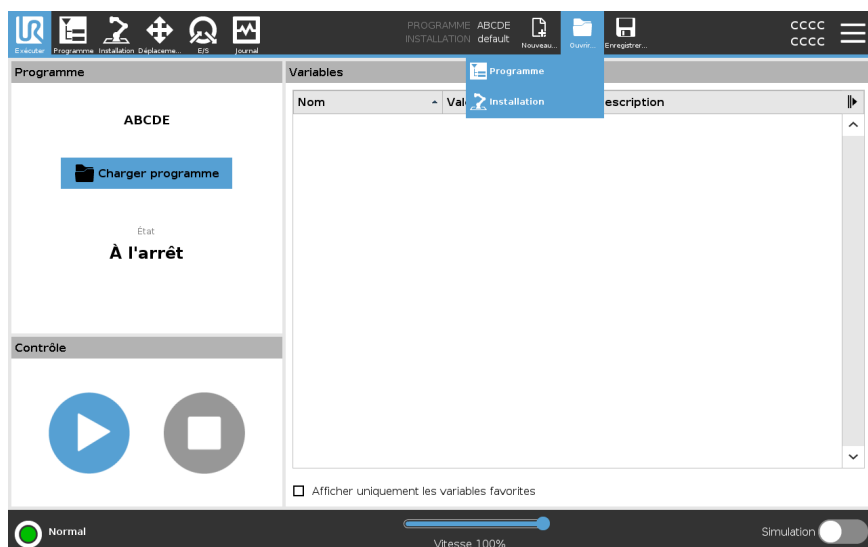 PROGRAMME ABCDE
INSTALLATION default
CCCC
CCCC
Exécuter Programme Installation Déplaceme... E/S Journal Nouveau... Ouvrir... Enregistrer...
Programme
Installation
Programme
ABCDE
Charger programme
État
À l'arrêt
Contrôle
Variables
Nom Val escription
Afficher uniquement les variables favorites
Normal
Vitesse 100%
Simulation